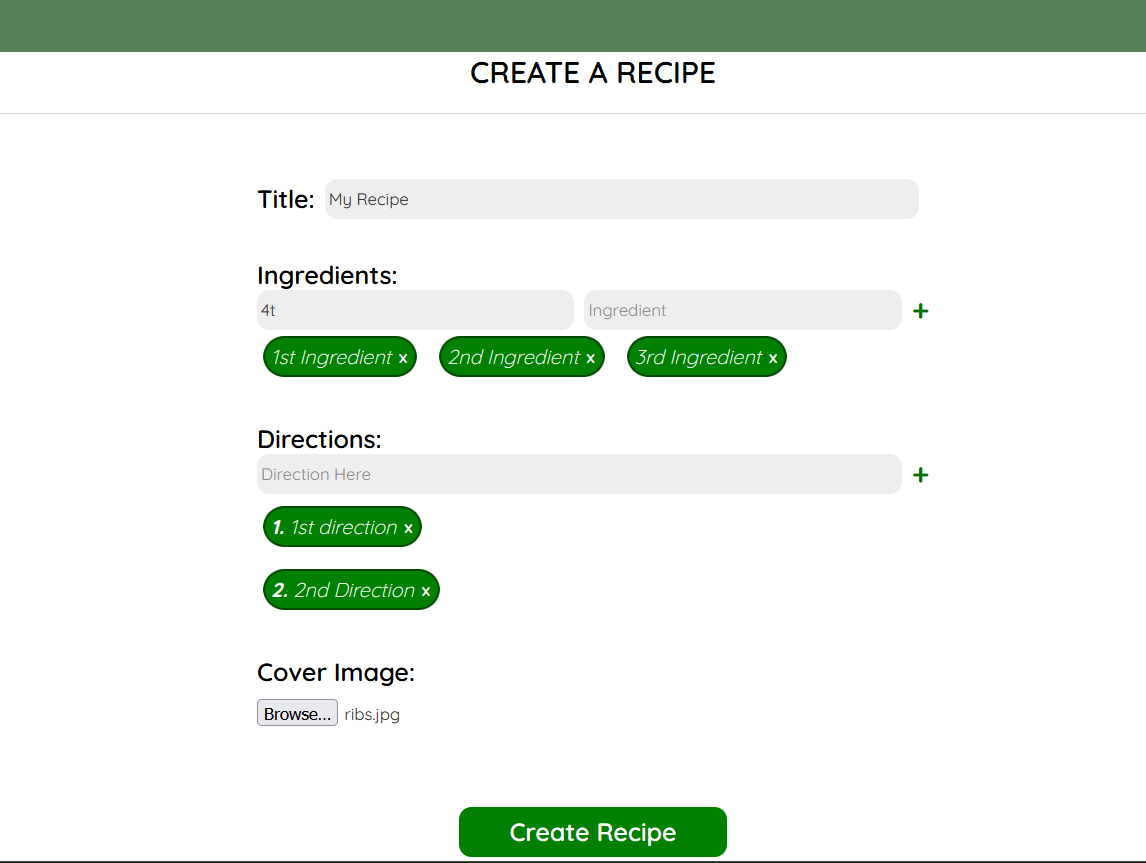 CREATE A RECIPE
Title: My Recipe
Ingredients:
4t Ingredient +
1st Ingredient x 2nd Ingredient x 3rd Ingredient x
Directions:
Direction Here +
1. 1st direction x
2. 2nd Direction x
Cover Image:
Browse... ribs.jpg
Create Recipe